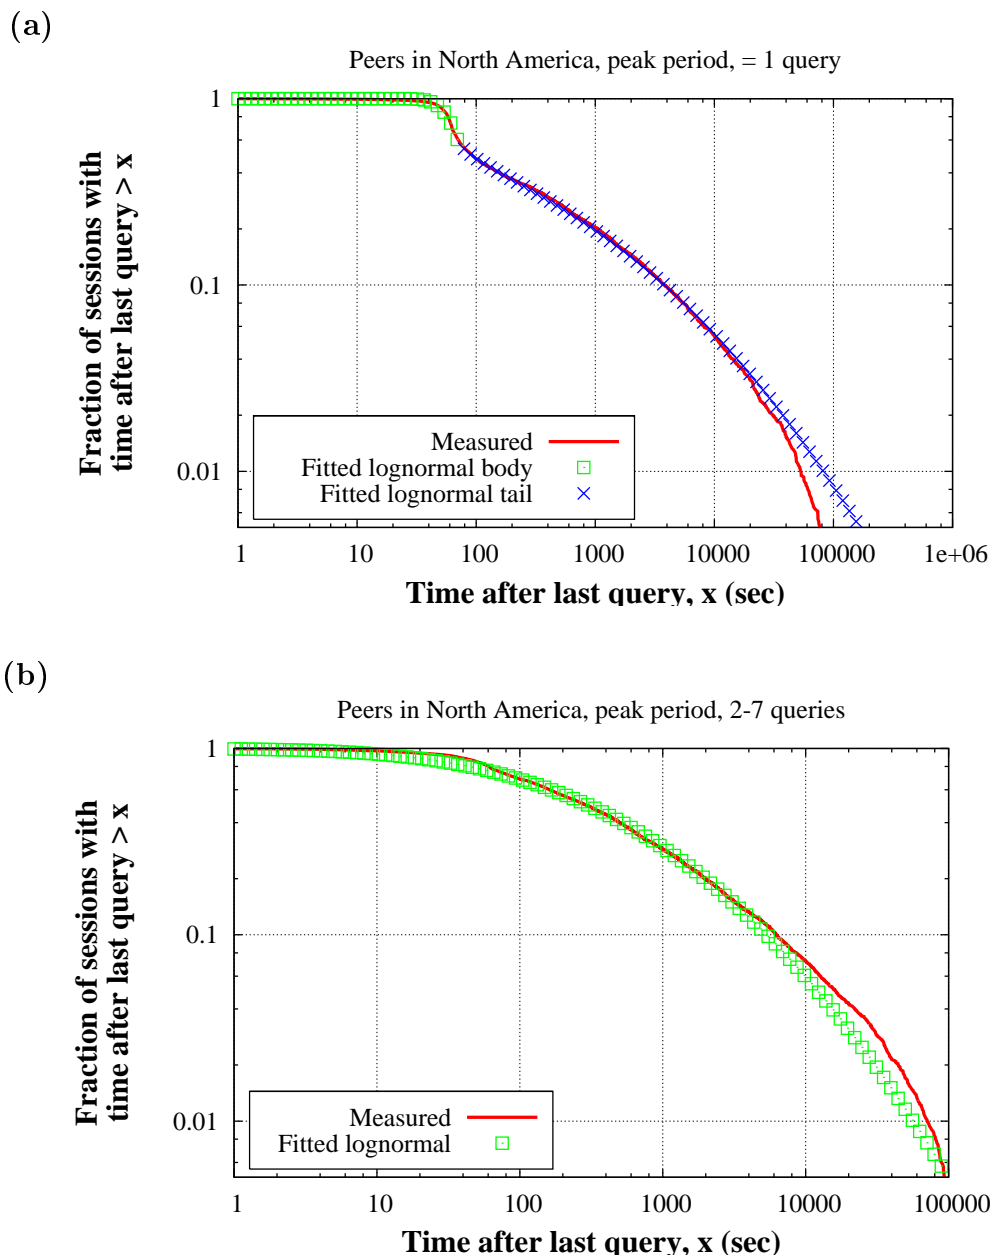 (a)
Peers in North America, peak period, = 1 query
Fraction of sessions with
time after last query > x
1
0.1
0.01
Measured
Fitted lognormal body
Fitted lognormal tail
1 10 100 1000 10000 100000 1e+06
Time after last query, x (sec)
(b)
Peers in North America, peak period, 2-7 queries
Fraction of sessions with
time after last query > x
1
0.1
0.01
Measured
Fitted lognormal
1 10 100 1000 10000 100000
Time after last query, x (sec)